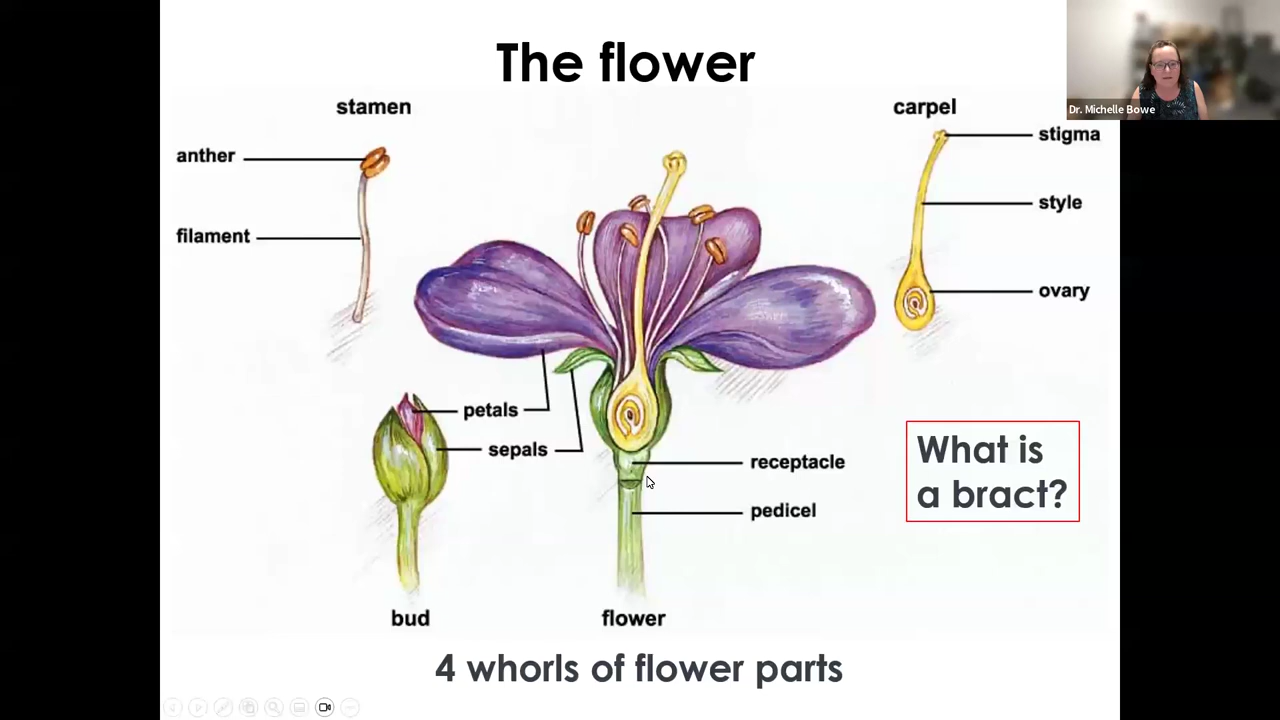 The flower
Dr. Michelle Bowe
stamen
carpel
anther
stigma
filament
style
ovary
petals
sepals
receptacle
pedicel
What is
a bract?
bud
flower
4 whorls of flower parts